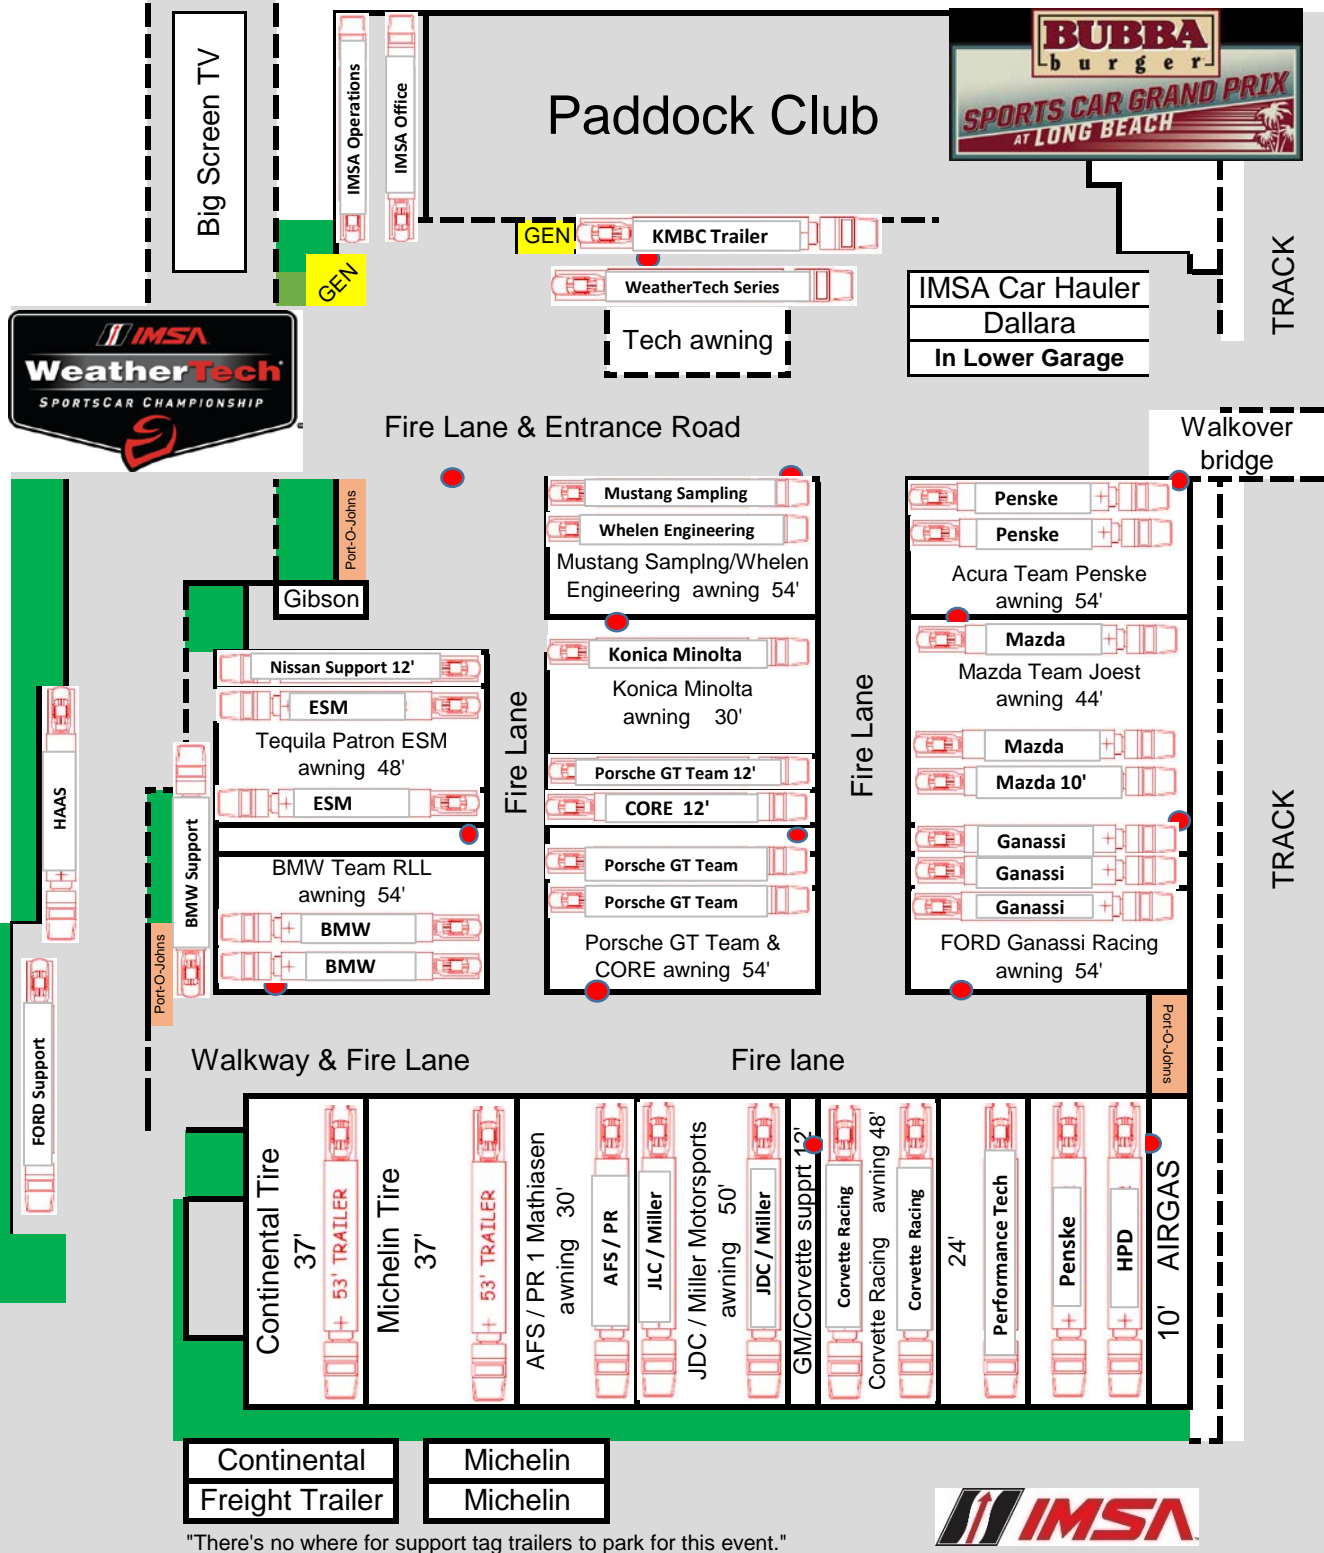 Big Screen TV
IMSA Operations
IMSA Office
Paddock Club
BUBBA
burger
SPORTS CAR GRAND PRIX
AT LONG BEACH
GEN
GEN
KMBC Trailer
WeatherTech Series
Tech awning
IMSA Car Hauler
Dallara
In Lower Garage
TRACK
IMSA
WeatherTech
SPORTSCAR CHAMPIONSHIP
Fire Lane & Entrance Road
Walkover
bridge
Port-O-Johns
Gibson
Mustang Sampling
Whelen Engineering
Mustang Samplng/Whelen
Engineering awning 54'
Penske
Penske
Acura Team Penske
awning 54'
Nissan Support 12'
ESM
Tequila Patron ESM
awning 48'
ESM
Fire Lane
Konica Minolta
Konica Minolta
awning 30'
Porsche GT Team 12'
CORE 12'
Fire Lane
Mazda
Mazda Team Joest
awning 44'
Mazda
Mazda 10'
Ganassi
Ganassi
Ganassi
FORD Ganassi Racing
awning 54'
TRACK
HAAS
BMW Support
BMW Team RLL
awning 54'
BMW
BMW
Porsche GT Team
Porsche GT Team
Porsche GT Team &
CORE awning 54'
Port-O-Johns
FORD Support
Walkway & Fire Lane
Fire lane
Port-O-Johns
Continental Tire
37'
53' TRAILER
Michelin Tire
37'
53' TRAILER
AFS / PR 1 Mathiasen
awning 30'
AFS / PR
JLC / Miller
JDC / Miller Motorsports
awning 50'
JDC / Miller
GM/Corvette supprt 12'
Corvette Racing
Corvette Racing awning 48'
Corvette Racing
24'
Performance Tech
Penske
HPD
10' AIRGAS
Continental
Freight Trailer
Michelin
Michelin
IMSA
"There's no where for support tag trailers to park for this event."